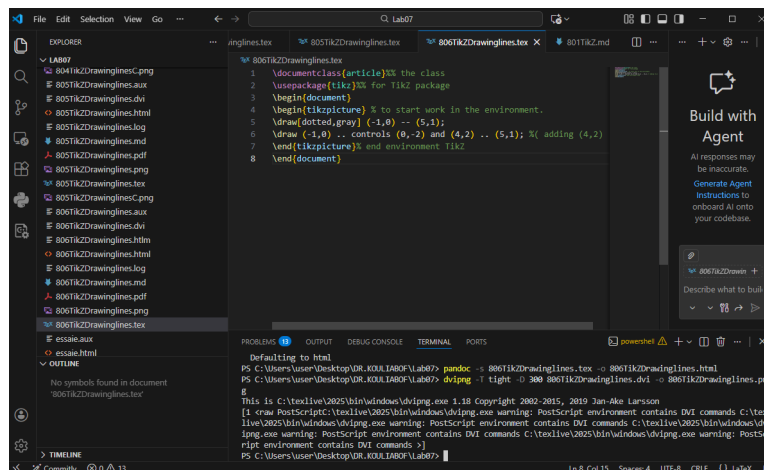 File Edit Selection View Go ··· Lab07
EXPLORER ···
LAB07
804TikZDrawinglinesC.png
805TikZDrawinglines.aux
805TikZDrawinglines.dvi
805TikZDrawinglines.html
805TikZDrawinglines.log
805TikZDrawinglines.md
805TikZDrawinglines.pdf
805TikZDrawinglines.png
805TikZDrawinglines.tex
805TikZDrawinglinesC.png
806TikZDrawinglines.aux
806TikZDrawinglines.dvi
806TikZDrawinglines.htlm
806TikZDrawinglines.html
806TikZDrawinglines.log
806TikZDrawinglines.md
806TikZDrawinglines.pdf
806TikZDrawinglines.png
806TikZDrawinglines.tex
essaie.aux
essaie.html
OUTLINE
No symbols found in document
'806TikZDrawinglines.tex'
TIMELINE
winglines.tex 805TikZDrawinglines.tex 806TikZDrawinglines.tex 801TikZ.md
806TikZDrawinglines.tex
1 \documentclass{article}%% the class
2 \usepackage{tikz}%% for TikZ package
3 \begin{document}
4 \begin{tikzpicture} % to start work in the environment.
5 \draw[dotted,gray] (-1,0) -- (5,1);
6 \draw (-1,0) .. controls (0,-2) and (4,2) .. (5,1); %( adding (4,2)
7 \end{tikzpicture}% end environment TikZ
8 \end{document}
PROBLEMS 13 OUTPUT DEBUG CONSOLE TERMINAL PORTS powershell
Defaulting to html
PS C:\Users\user\Desktop\DR.KOULIABOF\Lab07> pandoc -s 806TikZDrawinglines.tex -o 806TikZDrawinglines.html
PS C:\Users\user\Desktop\DR.KOULIABOF\Lab07> dvipng -T tight -D 300 806TikZDrawinglines.dvi -o 806TikZDrawinglines.pn
g
This is C:\texlive\2025\bin\windows\dvipng.exe 1.18 Copyright 2002-2015, 2019 Jan-Ake Larsson
[1 <raw PostScriptC:\texlive\2025\bin\windows\dvipng.exe warning: PostScript environment contains DVI commands C:\tex
live\2025\bin\windows\dvipng.exe warning: PostScript environment contains DVI commands C:\texlive\2025\bin\windows\dv
ipng.exe warning: PostScript environment contains DVI commands C:\texlive\2025\bin\windows\dvipng.exe warning: PostSc
ript environment contains DVI commands >]
PS C:\Users\user\Desktop\DR.KOULIABOF\Lab07>
Build with
Agent
AI responses may
be inaccurate.
Generate Agent
Instructions to
onboard AI onto
your codebase.
806TikZDrawin
Describe what to buil
Commitly 0 13 Ln 8, Col 15 Spaces: 4 UTF-8 CRLF LaTeX